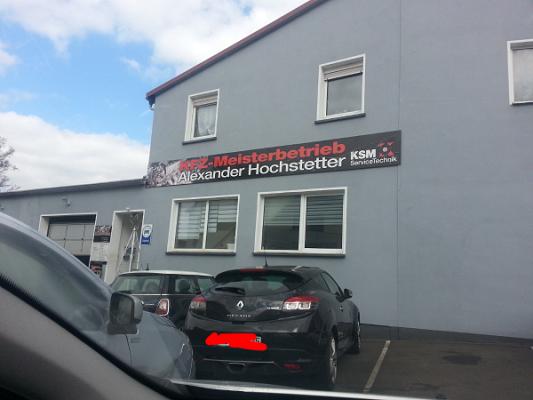 KFZ-Meisterbetrieb
Alexander Hochstetter
KSM
ServiceTechnik